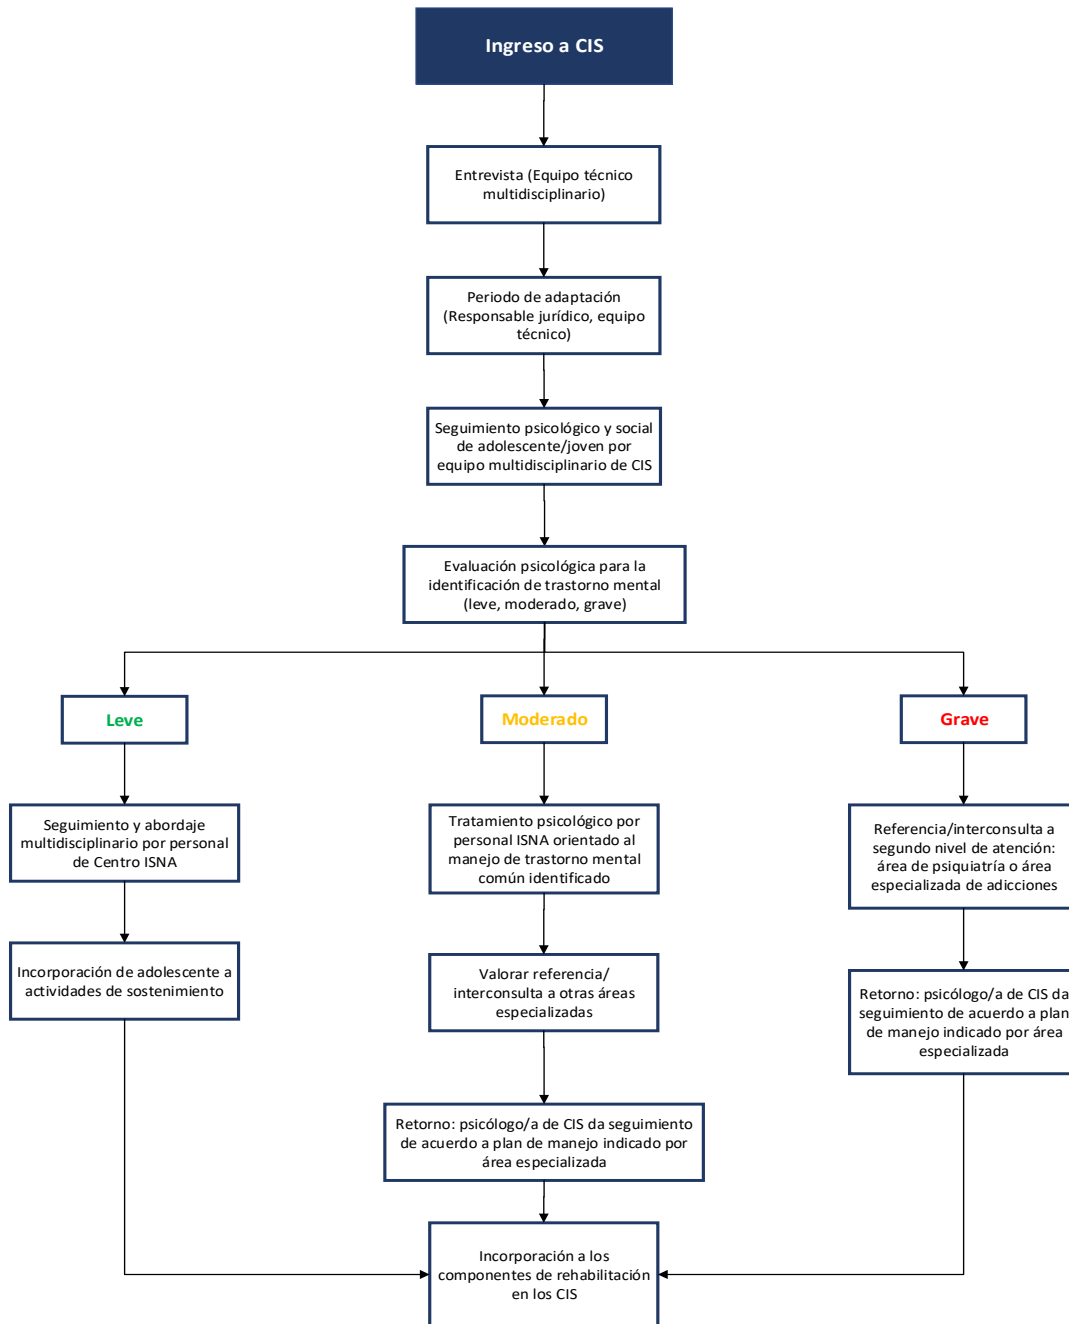 Ingreso a CIS
Entrevista (Equipo técnico
multidisciplinario)
Periodo de adaptación
(Responsable jurídico, equipo
técnico)
Seguimiento psicológico y social
de adolescente/joven por
equipo multidisciplinario de CIS
Evaluación psicológica para la
identificación de trastorno mental
(leve, moderado, grave)
Leve
Moderado
Grave
Seguimiento y abordaje
multidisciplinario por personal
de Centro ISNA
Tratamiento psicológico por
personal ISNA orientado al
manejo de trastorno mental
común identificado
Referencia/interconsulta a
segundo nivel de atención:
área de psiquiatría o área
especializada de adicciones
Incorporación de adolescente a
actividades de sostenimiento
Valorar referencia/
interconsulta a otras áreas
especializadas
Retorno: psicólogo/a de CIS da
seguimiento de acuerdo a plan
de manejo indicado por área
especializada
Retorno: psicólogo/a de CIS da seguimiento
de acuerdo a plan de manejo indicado por
área especializada
Incorporación a los
componentes de rehabilitación
en los CIS